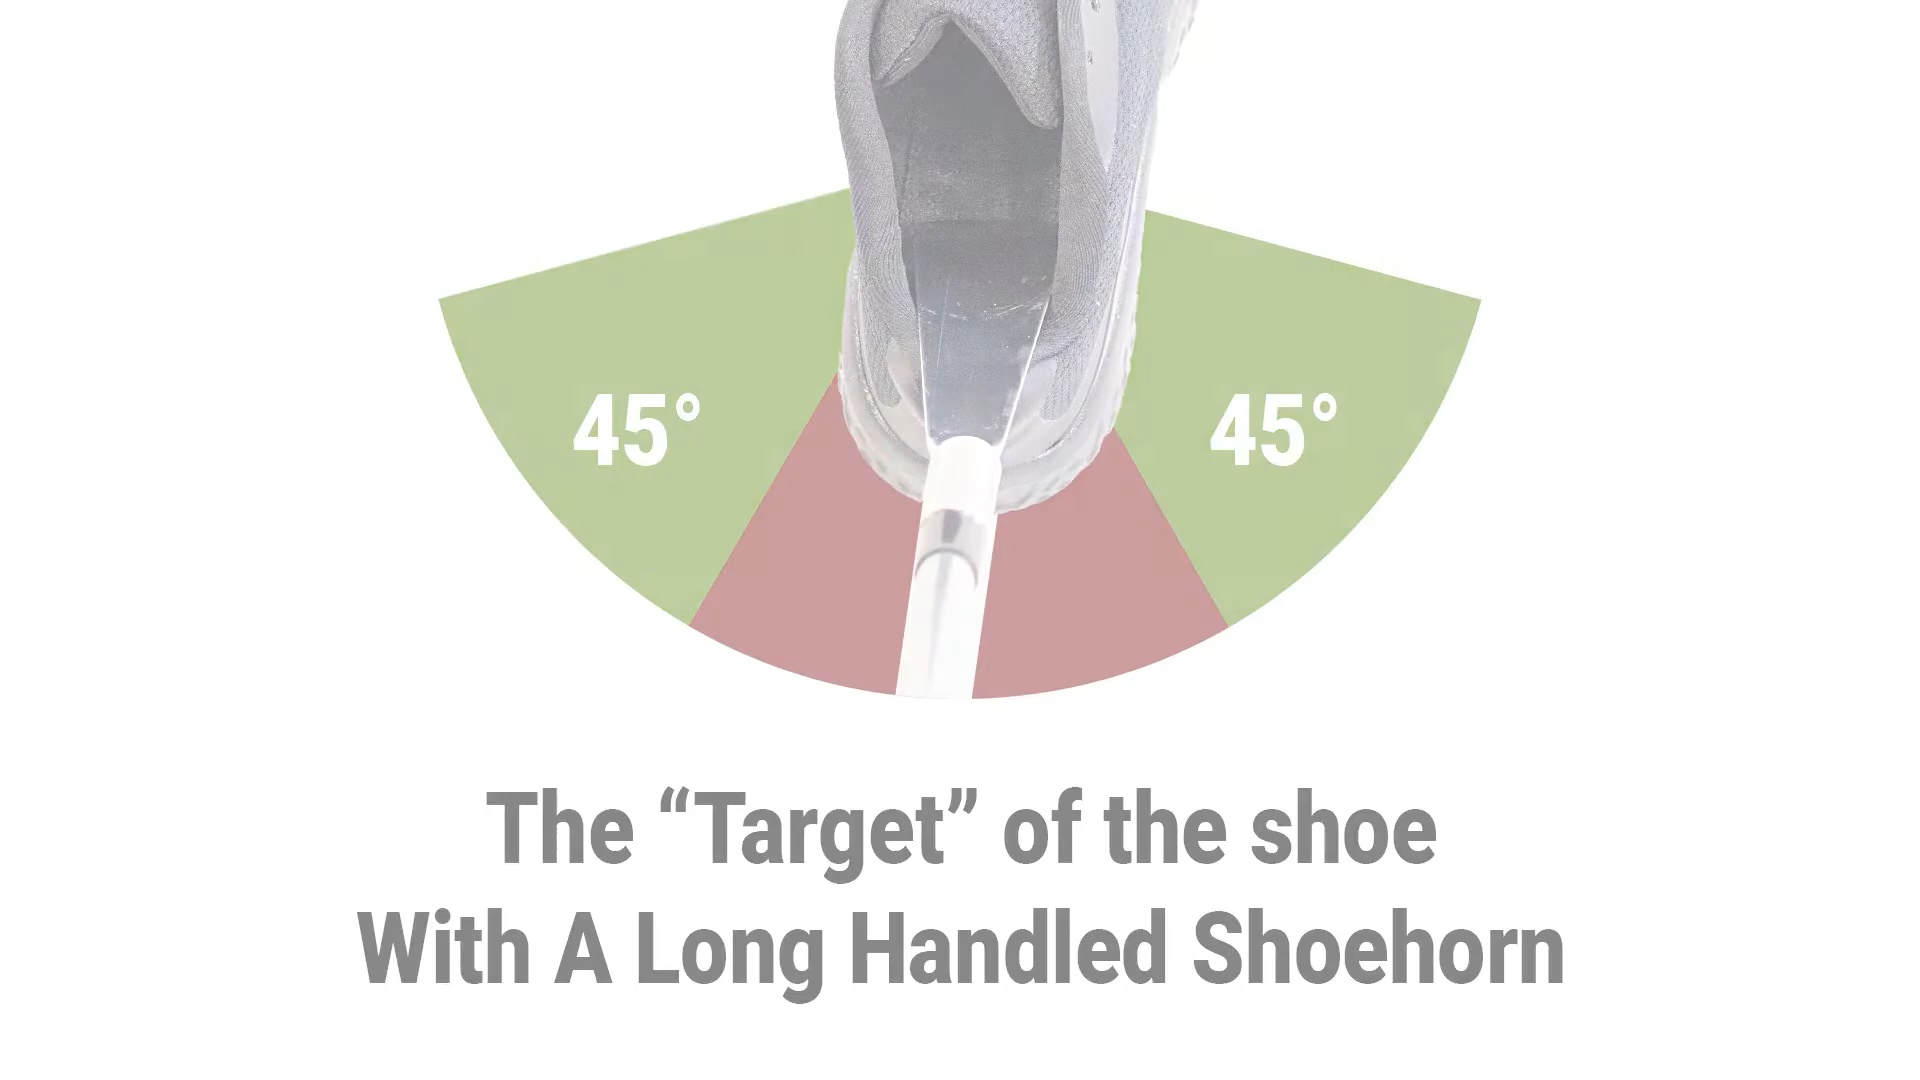 45°
45°
The “Target” of the shoe
With A Long Handled Shoehorn